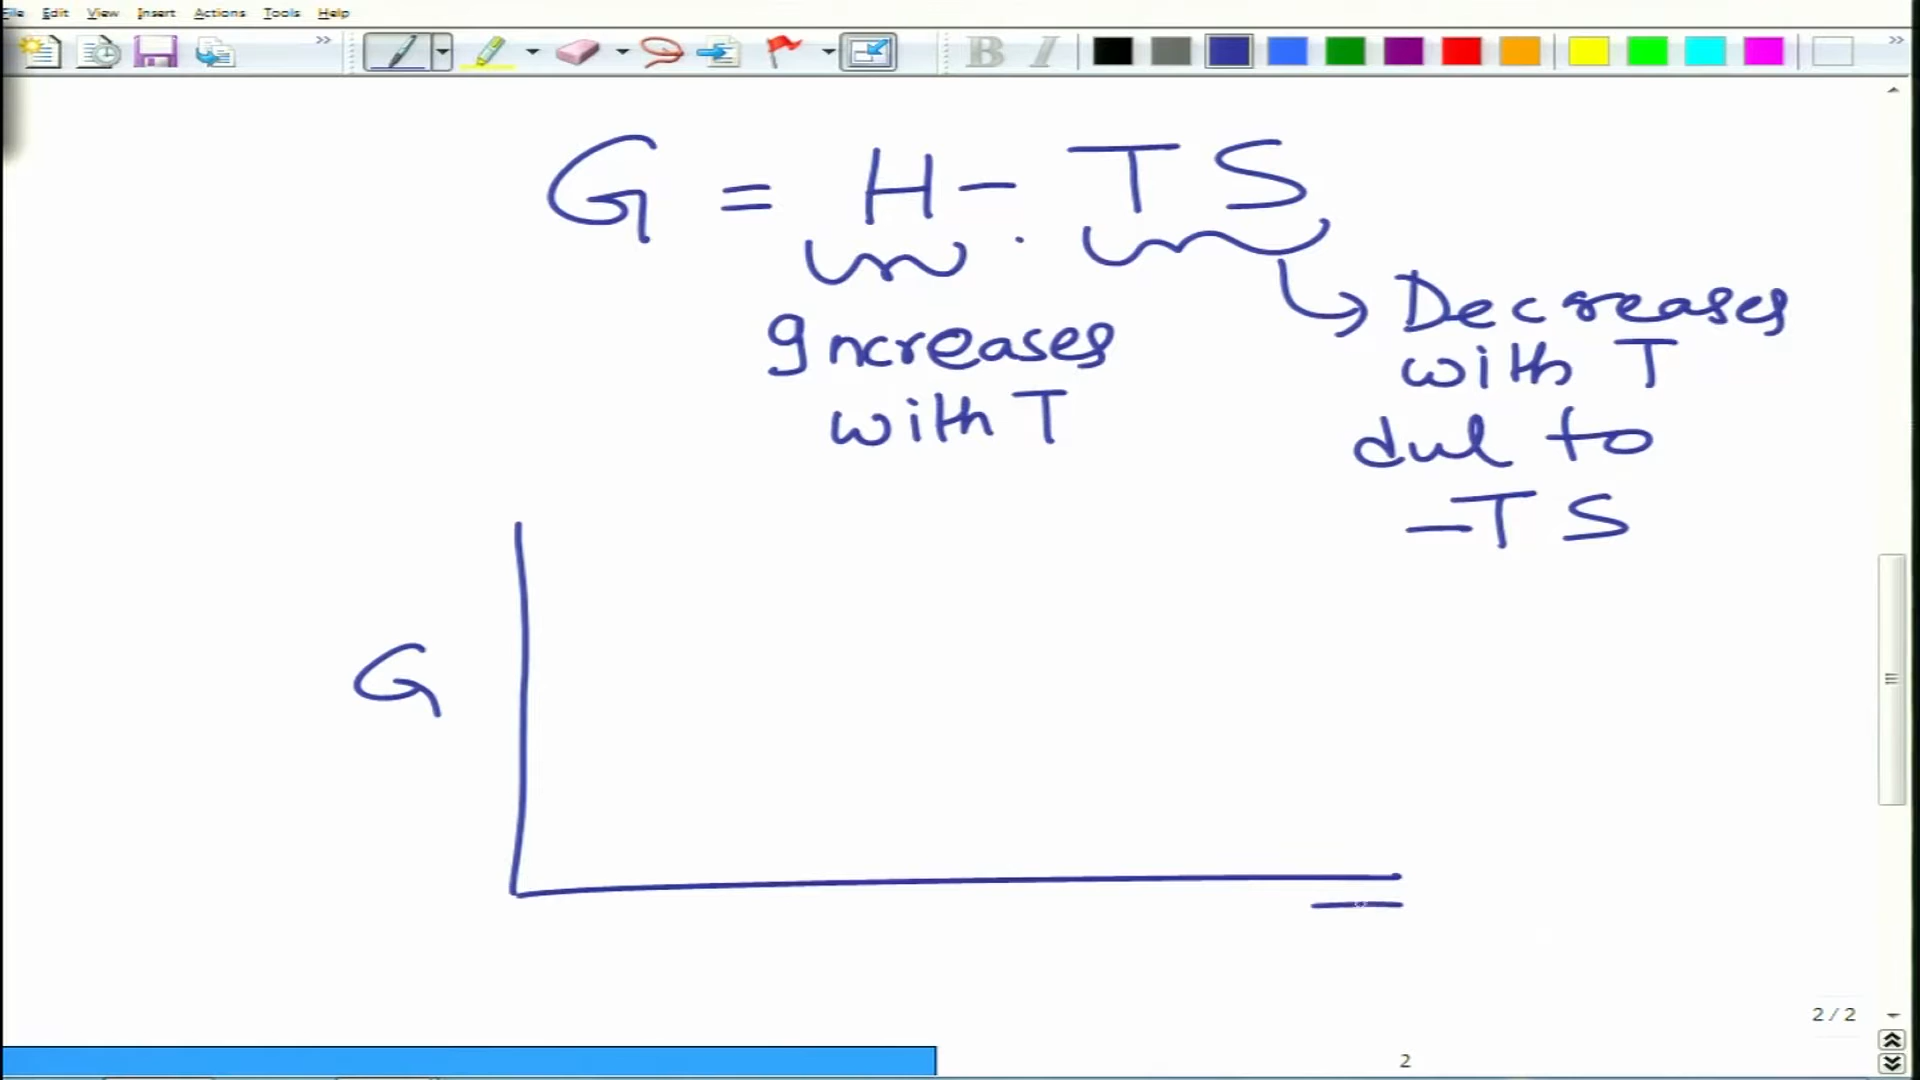 File Edit View Insert Actions Tools Help
B I
G = H - TS
Increases
with T
Decreases
with T
due to
-TS
G
2 / 2
2